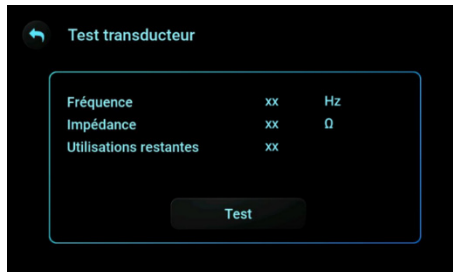 Test transducteur
Fréquence xx Hz
Impédance xx Ω
Utilisations restantes xx
Test